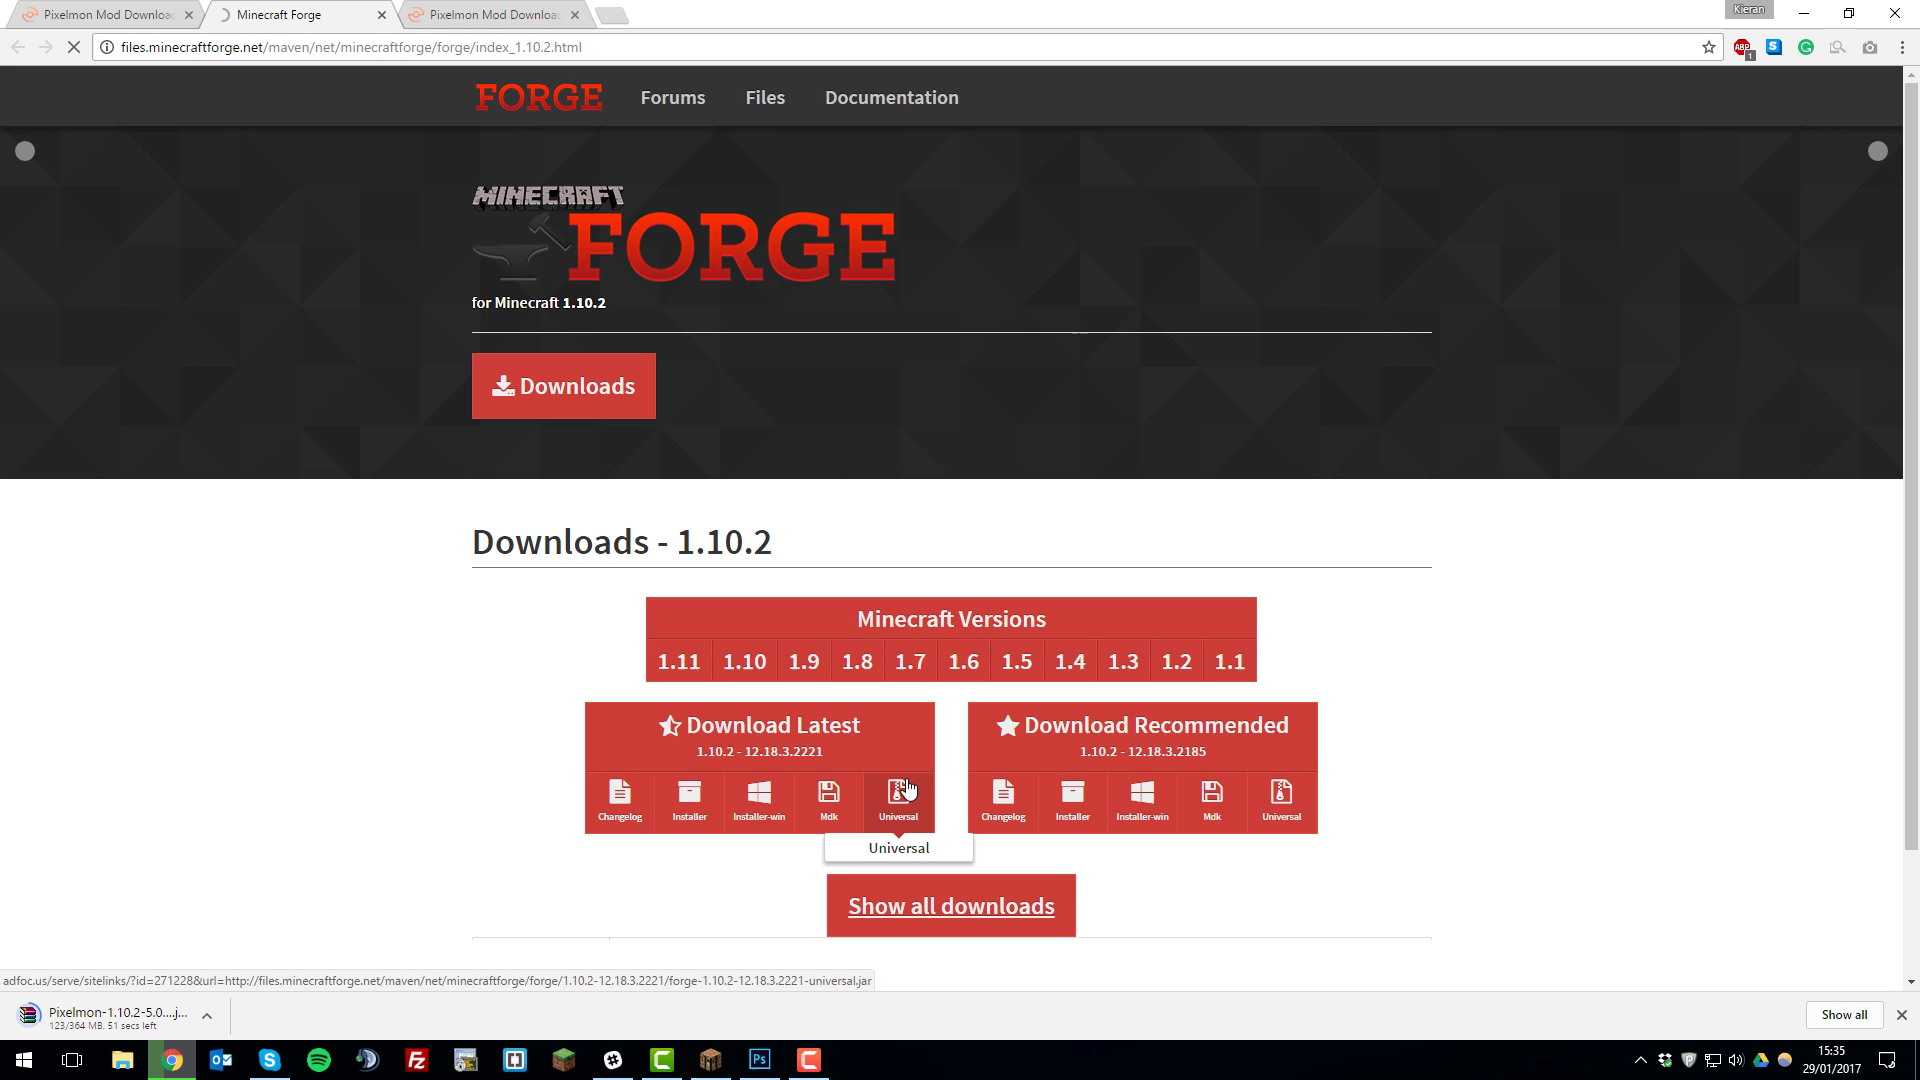 Pixelmon Mod Downloac
Minecraft Forge
Pixelmon Mod Downloac
Kieran
files.minecraftforge.net/maven/net/minecraftforge/forge/index_1.10.2.html
ABP
1
S
G
FORGE
Forums
Files
Documentation
MINECRAFT
FORGE
for Minecraft 1.10.2
Downloads
Downloads - 1.10.2
Minecraft Versions
1.11 1.10 1.9 1.8 1.7 1.6 1.5 1.4 1.3 1.2 1.1
Download Latest
1.10.2 - 12.18.3.2221
Changelog Installer Installer-win Mdk Universal
Download Recommended
1.10.2 - 12.18.3.2185
Changelog Installer Installer-win Mdk Universal
Universal
Show all downloads
adfoc.us/serve/sitelinks/?id=271228&url=http://files.minecraftforge.net/maven/net/minecraftforge/forge/1.10.2-12.18.3.2221/forge-1.10.2-12.18.3.2221-universal.jar
Pixelmon-1.10.2-5.0....j...
123/364 MB, 51 secs left
Show all
Fz
Ps
15:35
29/01/2017